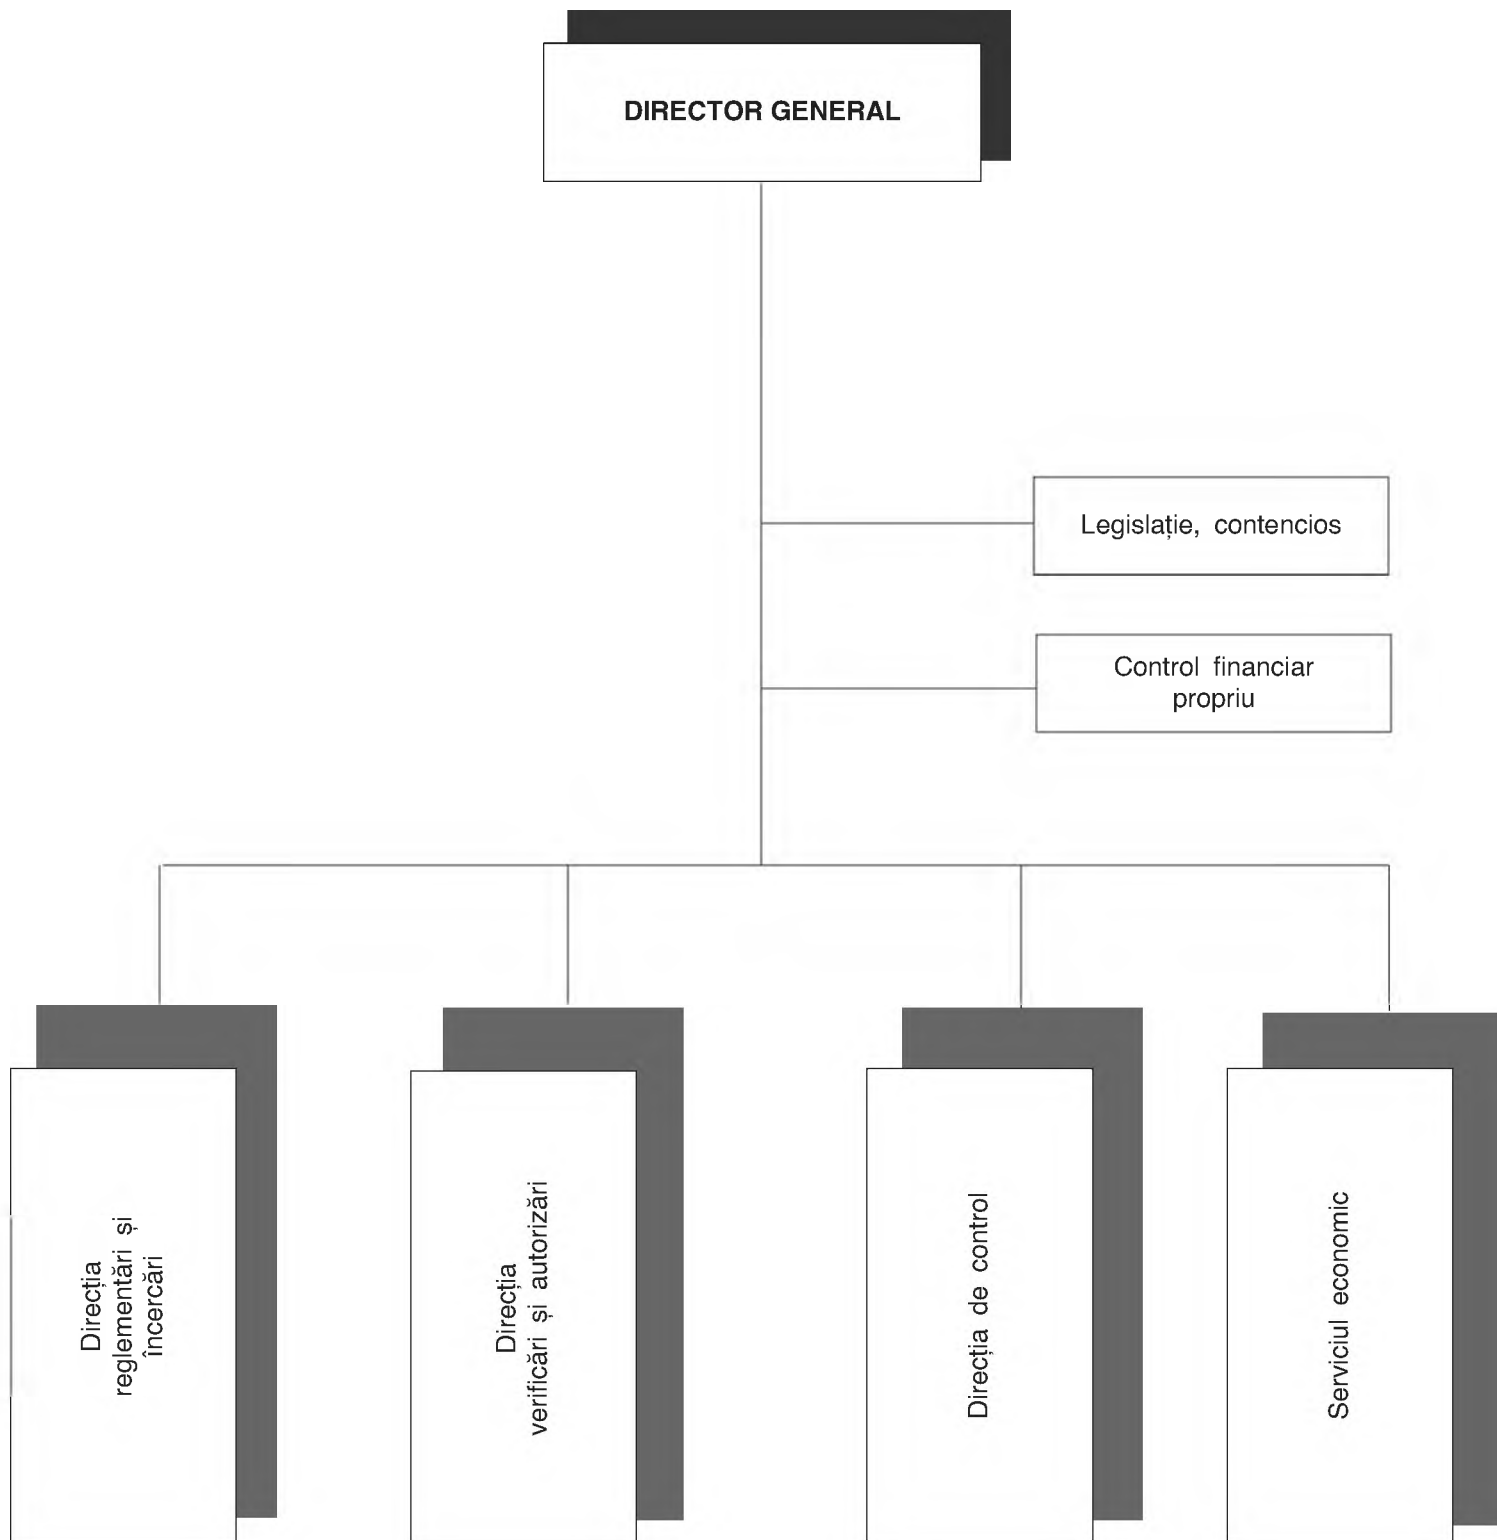 DIRECTOR GENERAL
Legislație, contencios
Control financiar
propriu
Direcția
reglementări și
încercări
Direcția
verificări și autorizări
Direcția de control
Serviciul economic